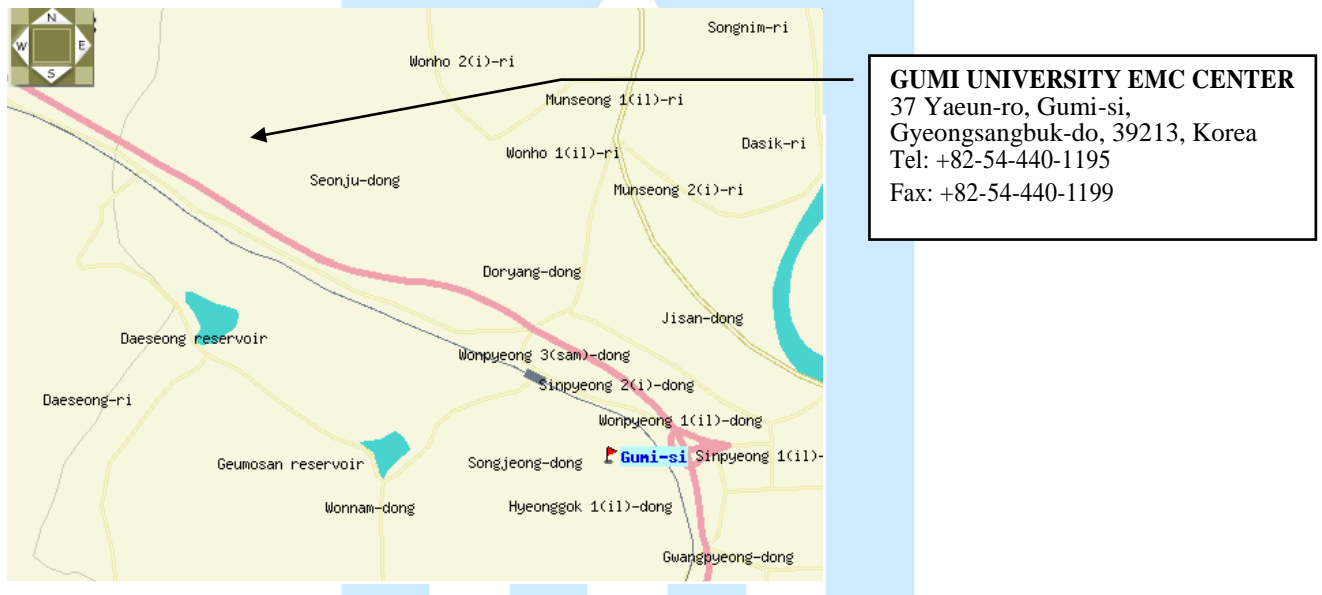 N
W
E
S
Songnim-ri
Wonho 2(i)-ri
Munseong 1(il)-ri
Dasik-ri
Wonho 1(il)-ri
Seonju-dong
Munseong 2(i)-ri
Doryang-dong
Jisan-dong
Daeseong reservoir
Wonpyeong 3(sam)-dong
Sinpyeong 2(i)-dong
Daeseong-ri
Wonpyeong 1(il)-dong
Geumosan reservoir
Songjeong-dong
Gumi-si
Sinpyeong 1(il)-
Wonnam-dong
Hyeonggok 1(il)-dong
Gwangpyeong-dong
GUMI UNIVERSITY EMC CENTER
37 Yaeun-ro, Gumi-si,
Gyeongsangbuk-do, 39213, Korea
Tel: +82-54-440-1195
Fax: +82-54-440-1199